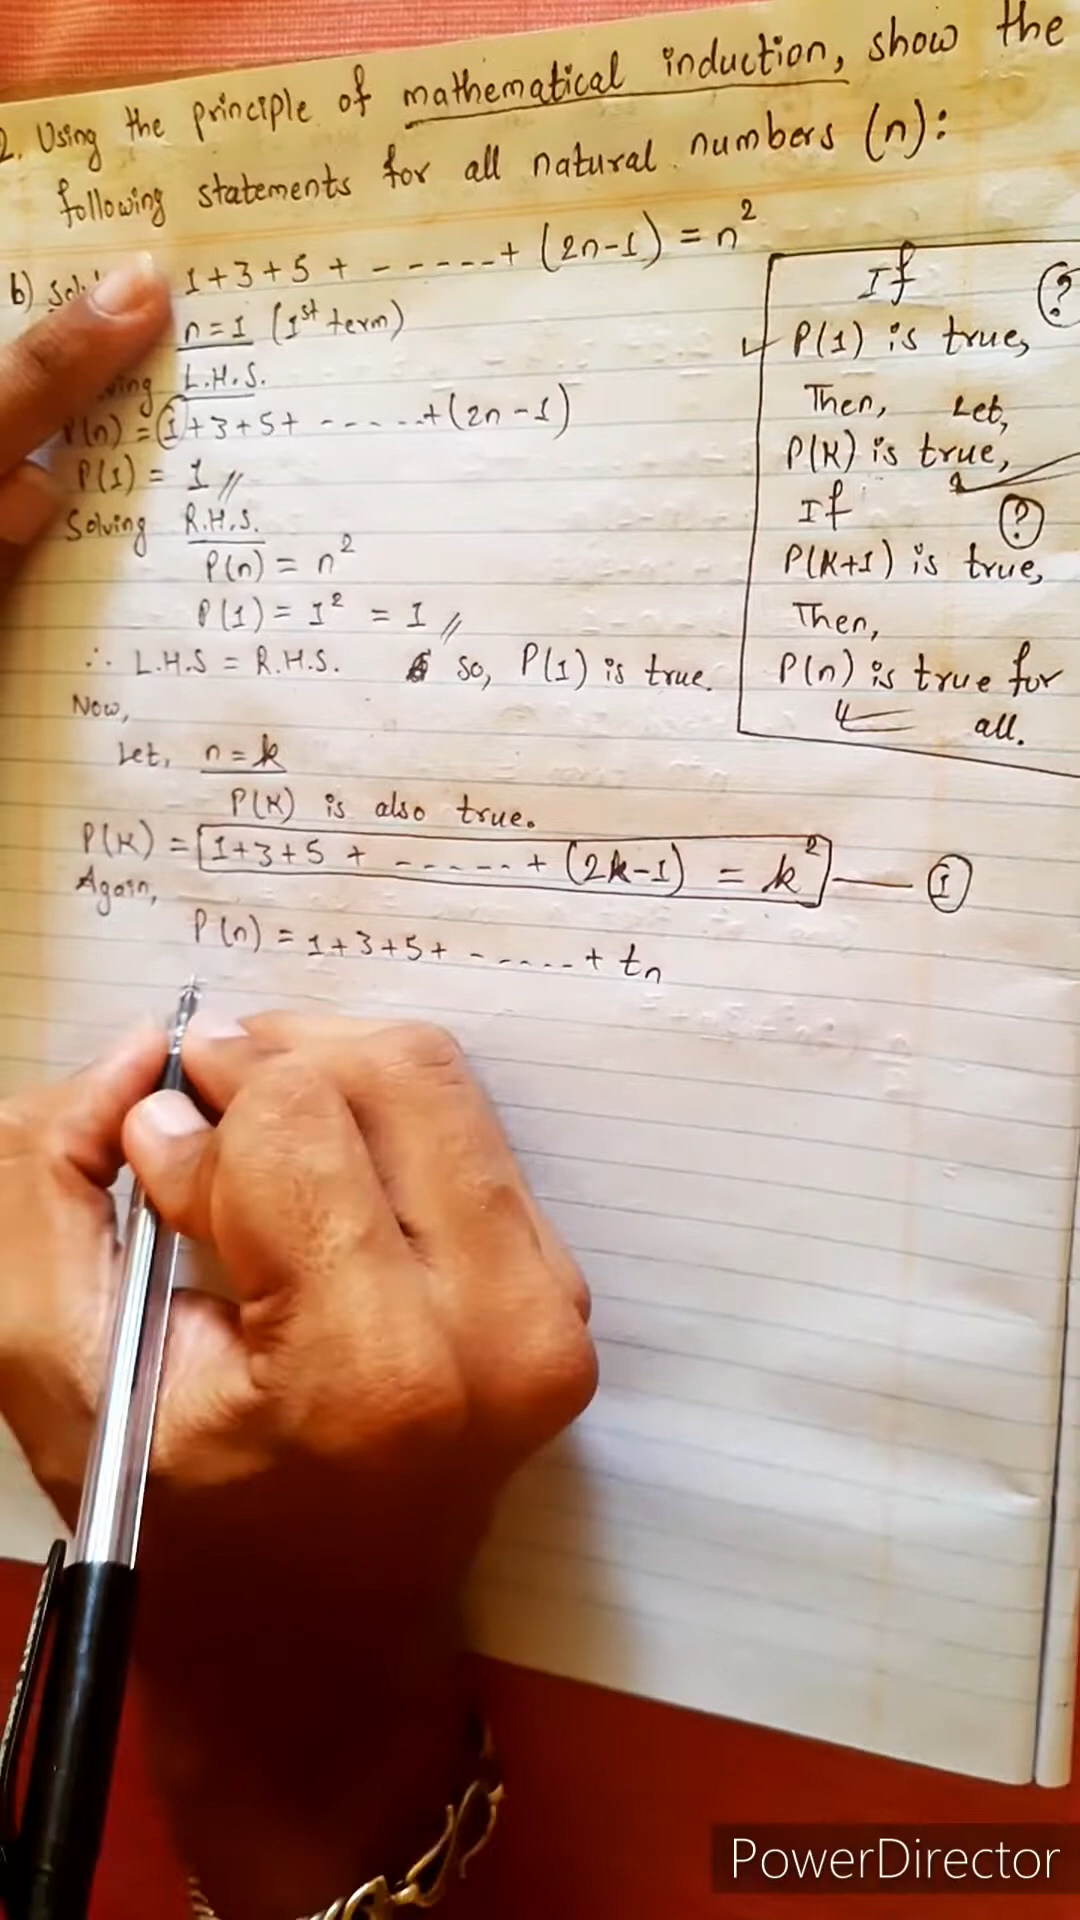 2. Using the principle of mathematical induction, show the
following statements for all natural numbers (n):
b) 1+3+5+ ------+ (2n-1) = n²
n=1 (1st term)
L.H.S.
P(n) = 1+3+5+ ------+(2n-1)
P(1) = 1 //
Solving R.H.S.
P(n) = n²
P(1) = 1² = 1 //
∴ L.H.S = R.H.S. so, P(1) is true.
Now,
Let, n=k
P(K) is also true.
P(K) = 1+3+5+ ------+ (2k-1) = k² —— ①
Again,
P(n) = 1+3+5+ ------+ tn
If ?
P(1) is true,
Then, Let,
P(K) is true,
If ?
P(K+1) is true,
Then,
P(n) is true for
all.
PowerDirector